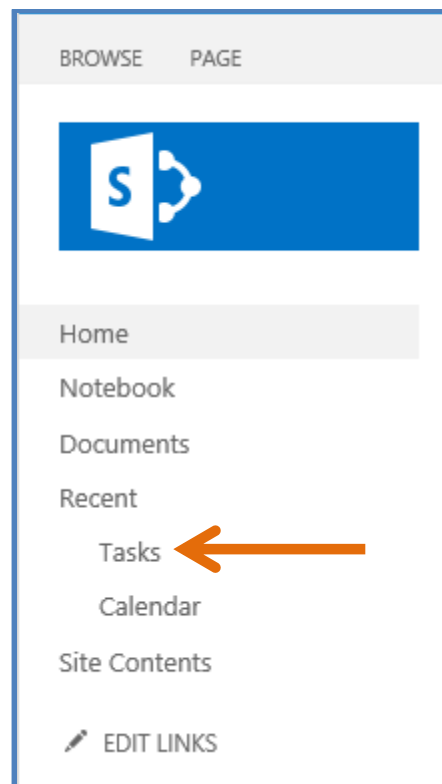 BROWSE PAGE
S
Home
Notebook
Documents
Recent
Tasks
Calendar
Site Contents
EDIT LINKS